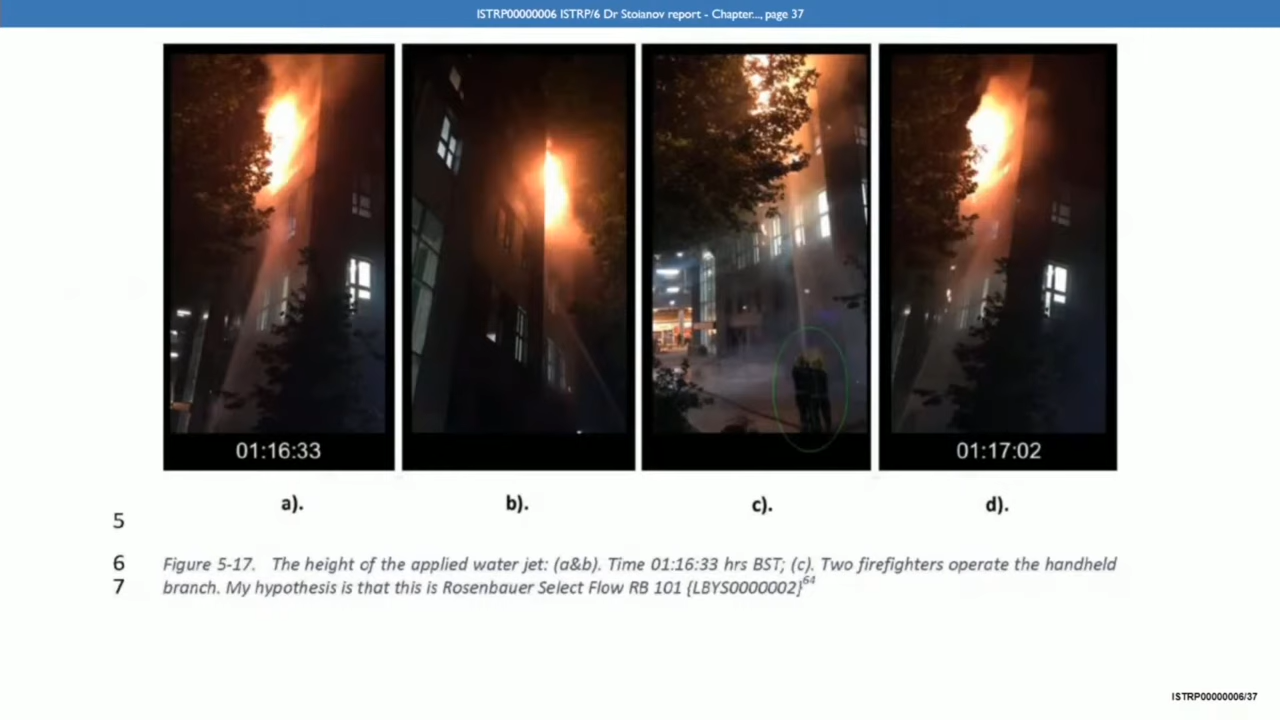 ISTRP00000006 ISTRP/6 Dr Stoianov report - Chapter..., page 37
01:16:33
01:17:02
a).
b).
c).
d).
5
6 Figure 5-17. The height of the applied water jet: (a&b). Time 01:16:33 hrs BST; (c). Two firefighters operate the handheld
7 branch. My hypothesis is that this is Rosenbauer Select Flow RB 101 {LBYS0000002}64
ISTRP00000006/37